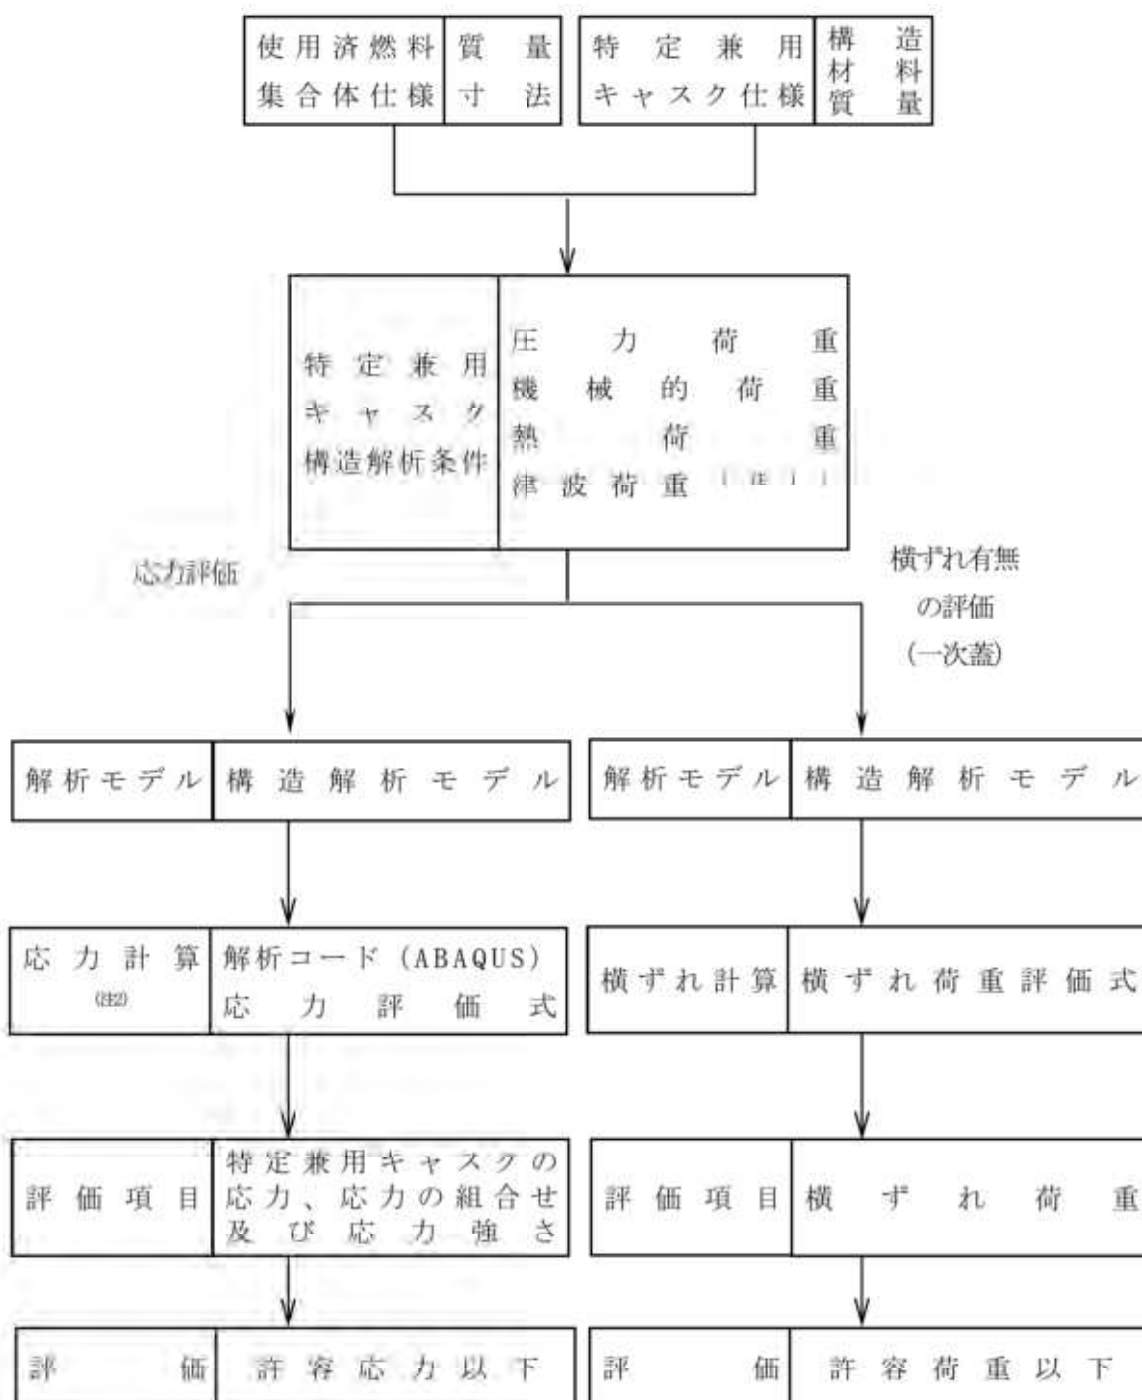 使用済燃料
集合体仕様
質量
寸法
特定兼用
キャスク仕様
構造
材料
質量
特定兼用
キャスク
構造解析条件
圧力荷重
機械的荷重
熱荷重
津波荷重
応力評価
横ずれ有無
の評価
(一次蓋)
解析モデル
構造解析モデル
応力計算
(注2)
解析コード(ABAQUS)
応力評価式
評価項目
特定兼用キャスクの
応力、応力の組合せ
及び応力強さ
評価
許容応力以下
解析モデル
構造解析モデル
横ずれ計算
横ずれ荷重評価式
評価項目
横ずれ荷重
評価
許容荷重以下